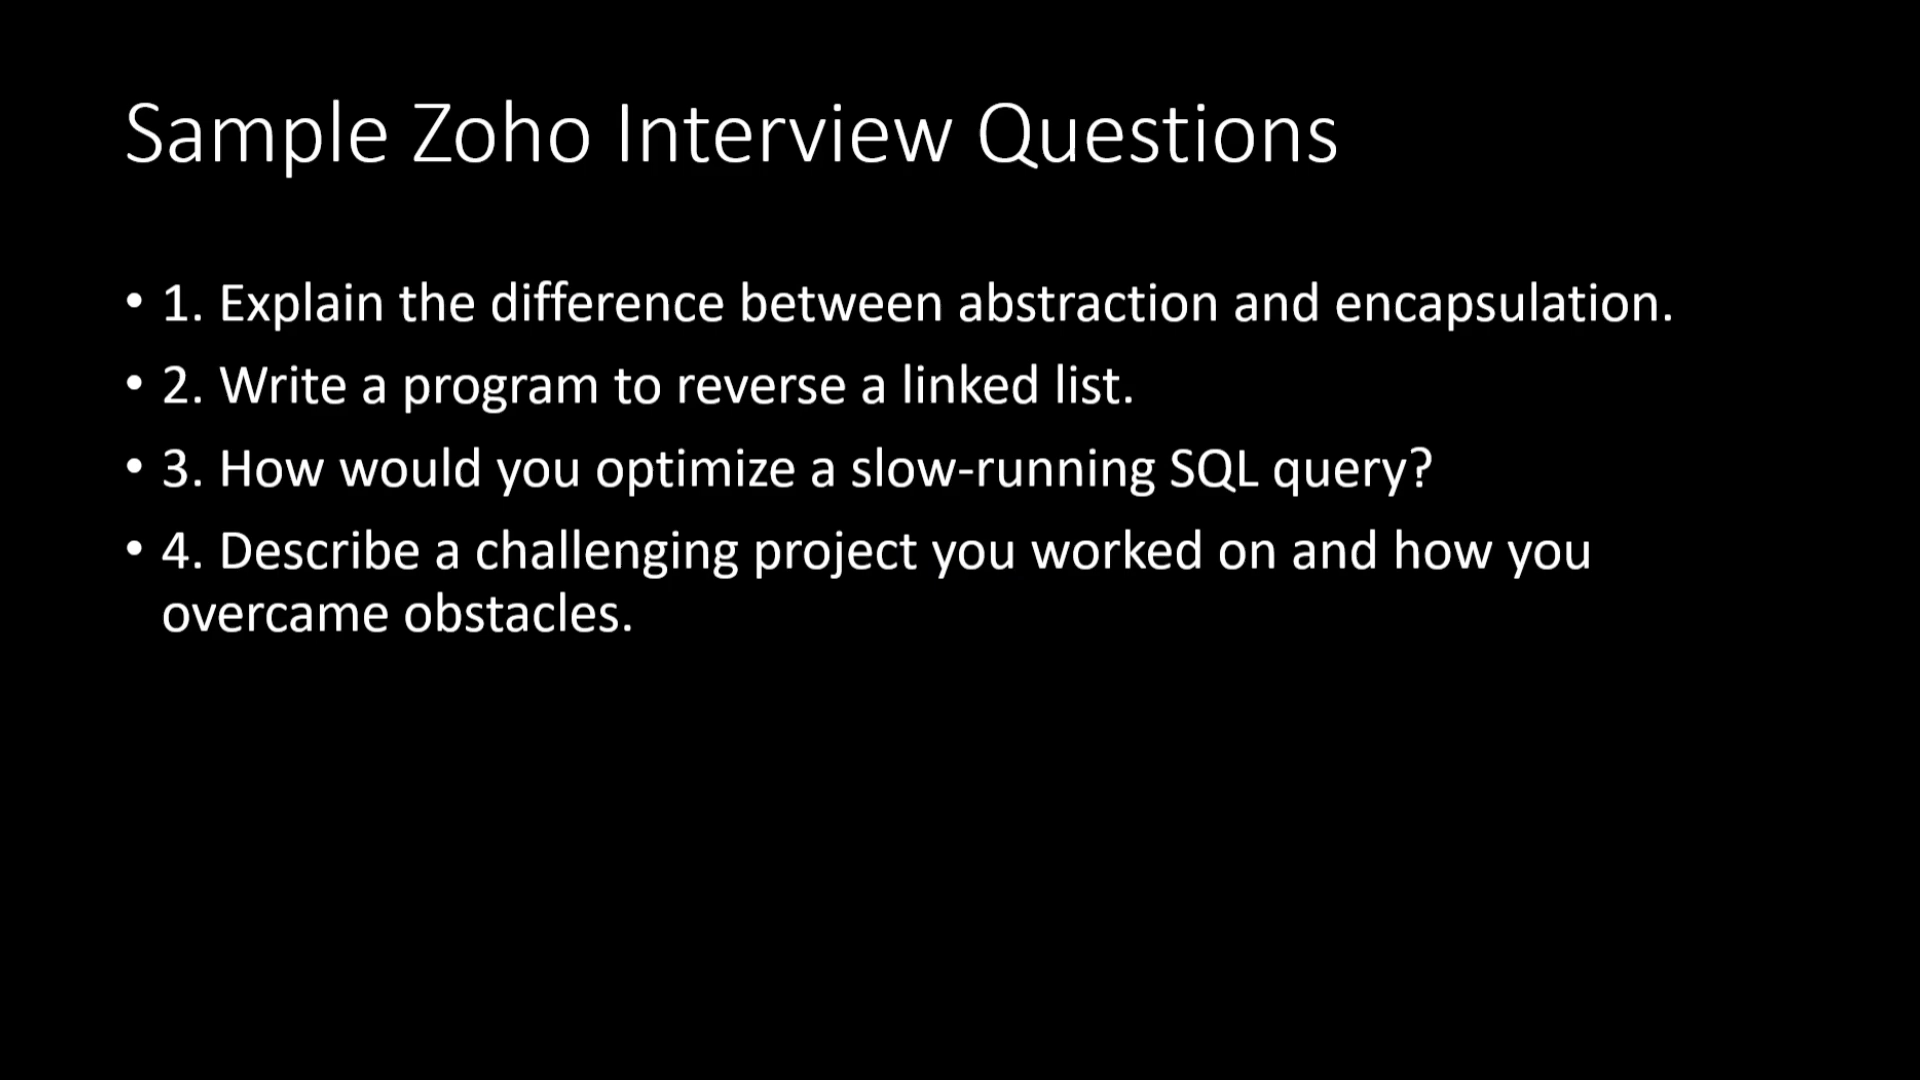 Sample Zoho Interview Questions
• 1. Explain the difference between abstraction and encapsulation.
• 2. Write a program to reverse a linked list.
• 3. How would you optimize a slow-running SQL query?
• 4. Describe a challenging project you worked on and how you
overcame obstacles.